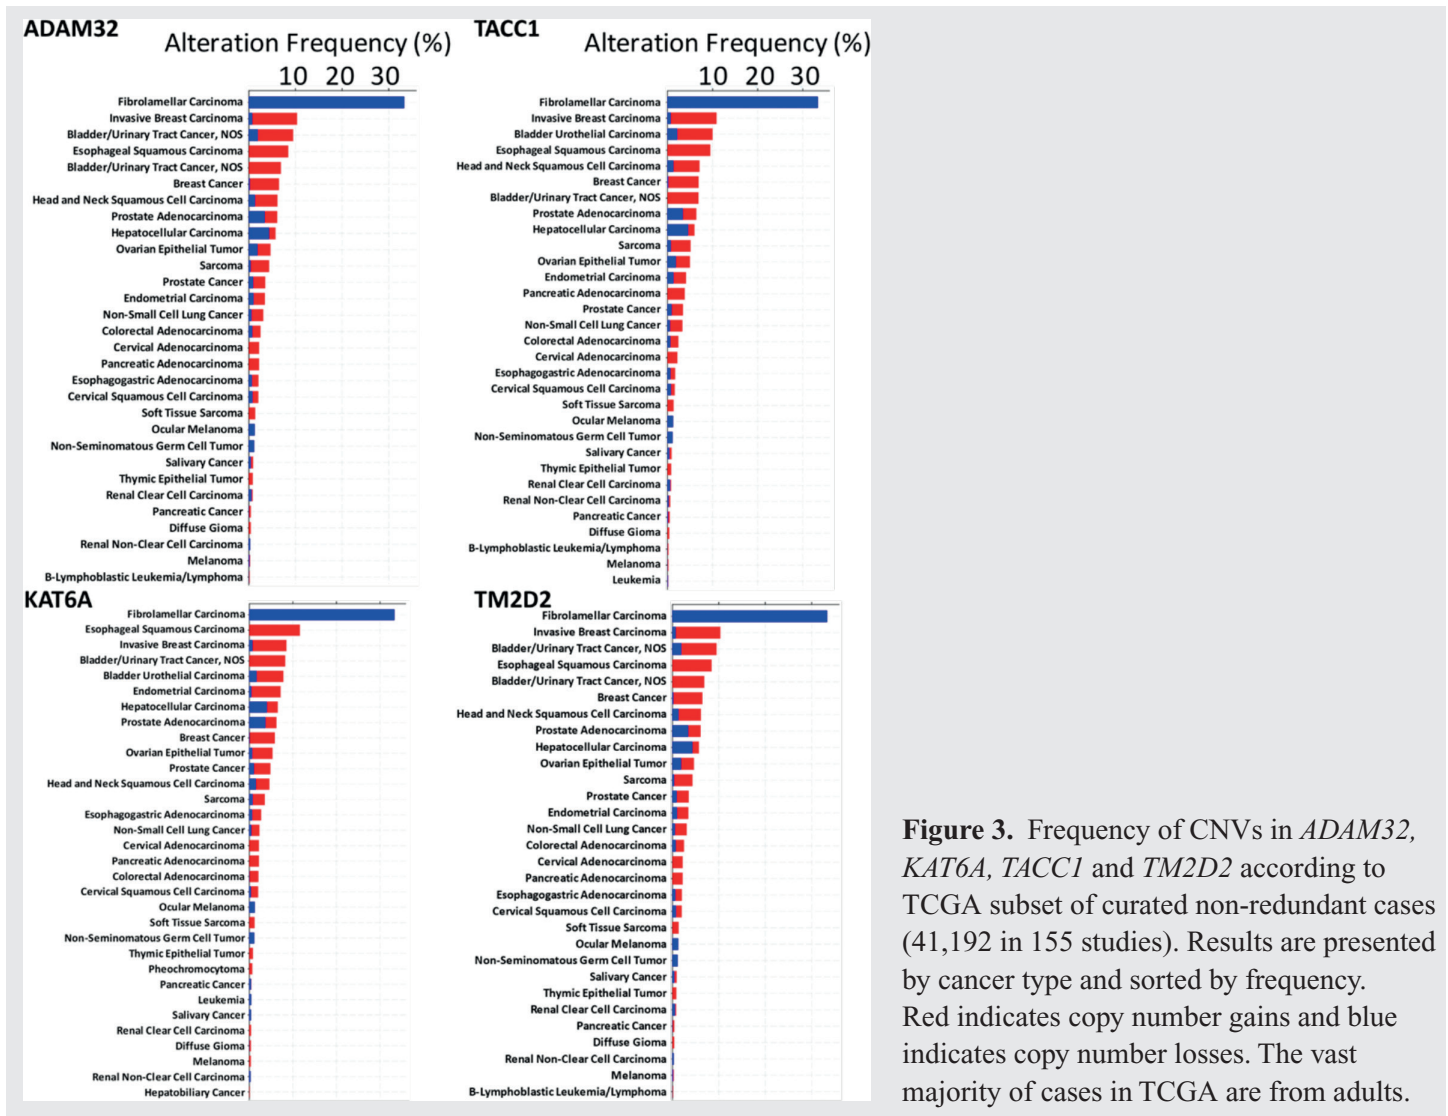 ADAM32
Alteration Frequency (%)
10 20 30
Fibrolamellar Carcinoma
Invasive Breast Carcinoma
Bladder/Urinary Tract Cancer, NOS
Esophageal Squamous Carcinoma
Bladder/Urinary Tract Cancer, NOS
Breast Cancer
Head and Neck Squamous Cell Carcinoma
Prostate Adenocarcinoma
Hepatocellular Carcinoma
Ovarian Epithelial Tumor
Sarcoma
Prostate Cancer
Endometrial Carcinoma
Non-Small Cell Lung Cancer
Colorectal Adenocarcinoma
Cervical Adenocarcinoma
Pancreatic Adenocarcinoma
Esophagogastric Adenocarcinoma
Cervical Squamous Cell Carcinoma
Soft Tissue Sarcoma
Ocular Melanoma
Non-Seminomatous Germ Cell Tumor
Salivary Cancer
Thymic Epithelial Tumor
Renal Clear Cell Carcinoma
Pancreatic Cancer
Diffuse Gioma
Renal Non-Clear Cell Carcinoma
Melanoma
B-Lymphoblastic Leukemia/Lymphoma
TACC1
Alteration Frequency (%)
10 20 30
Fibrolamellar Carcinoma
Invasive Breast Carcinoma
Bladder Urothelial Carcinoma
Esophageal Squamous Carcinoma
Head and Neck Squamous Cell Carcinoma
Breast Cancer
Bladder/Urinary Tract Cancer, NOS
Prostate Adenocarcinoma
Hepatocellular Carcinoma
Sarcoma
Ovarian Epithelial Tumor
Endometrial Carcinoma
Pancreatic Adenocarcinoma
Prostate Cancer
Non-Small Cell Lung Cancer
Colorectal Adenocarcinoma
Cervical Adenocarcinoma
Esophagogastric Adenocarcinoma
Cervical Squamous Cell Carcinoma
Soft Tissue Sarcoma
Ocular Melanoma
Non-Seminomatous Germ Cell Tumor
Salivary Cancer
Thymic Epithelial Tumor
Renal Clear Cell Carcinoma
Renal Non-Clear Cell Carcinoma
Pancreatic Cancer
Diffuse Gioma
B-Lymphoblastic Leukemia/Lymphoma
Melanoma
Leukemia
KAT6A
Fibrolamellar Carcinoma
Esophageal Squamous Carcinoma
Invasive Breast Carcinoma
Bladder/Urinary Tract Cancer, NOS
Bladder Urothelial Carcinoma
Endometrial Carcinoma
Hepatocellular Carcinoma
Prostate Adenocarcinoma
Breast Cancer
Ovarian Epithelial Tumor
Prostate Cancer
Head and Neck Squamous Cell Carcinoma
Sarcoma
Esophagogastric Adenocarcinoma
Non-Small Cell Lung Cancer
Cervical Adenocarcinoma
Pancreatic Adenocarcinoma
Colorectal Adenocarcinoma
Cervical Squamous Cell Carcinoma
Ocular Melanoma
Soft Tissue Sarcoma
Non-Seminomatous Germ Cell Tumor
Thymic Epithelial Tumor
Pheochromocytoma
Pancreatic Cancer
Leukemia
Salivary Cancer
Renal Clear Cell Carcinoma
Diffuse Gioma
Melanoma
Renal Non-Clear Cell Carcinoma
Hepatobiliary Cancer
TM2D2
Fibrolamellar Carcinoma
Invasive Breast Carcinoma
Bladder/Urinary Tract Cancer, NOS
Esophageal Squamous Carcinoma
Bladder/Urinary Tract Cancer, NOS
Breast Cancer
Head and Neck Squamous Cell Carcinoma
Prostate Adenocarcinoma
Hepatocellular Carcinoma
Ovarian Epithelial Tumor
Sarcoma
Prostate Cancer
Endometrial Carcinoma
Non-Small Cell Lung Cancer
Colorectal Adenocarcinoma
Cervical Adenocarcinoma
Pancreatic Adenocarcinoma
Esophagogastric Adenocarcinoma
Cervical Squamous Cell Carcinoma
Soft Tissue Sarcoma
Ocular Melanoma
Non-Seminomatous Germ Cell Tumor
Salivary Cancer
Thymic Epithelial Tumor
Renal Clear Cell Carcinoma
Pancreatic Cancer
Diffuse Gioma
Renal Non-Clear Cell Carcinoma
Melanoma
B-Lymphoblastic Leukemia/Lymphoma
Figure 3. Frequency of CNVs in ADAM32,
KAT6A, TACC1 and TM2D2 according to
TCGA subset of curated non-redundant cases
(41,192 in 155 studies). Results are presented
by cancer type and sorted by frequency.
Red indicates copy number gains and blue
indicates copy number losses. The vast
majority of cases in TCGA are from adults.